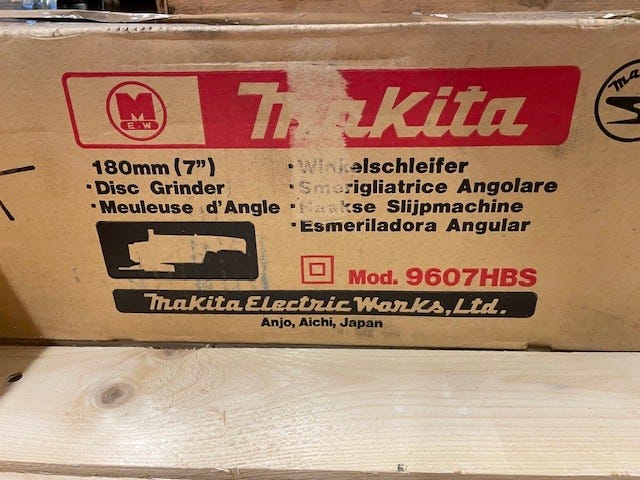 M
E.W
Makita
180mm (7")
· Disc Grinder
· Meuleuse d'Angle
· Winkelschleifer
· Smerigliatrice Angolare
· Haakse Slijpmachine
· Esmeriladora Angular
Mod. 9607HBS
Makita Electric Works, Ltd.
Anjo, Aichi, Japan